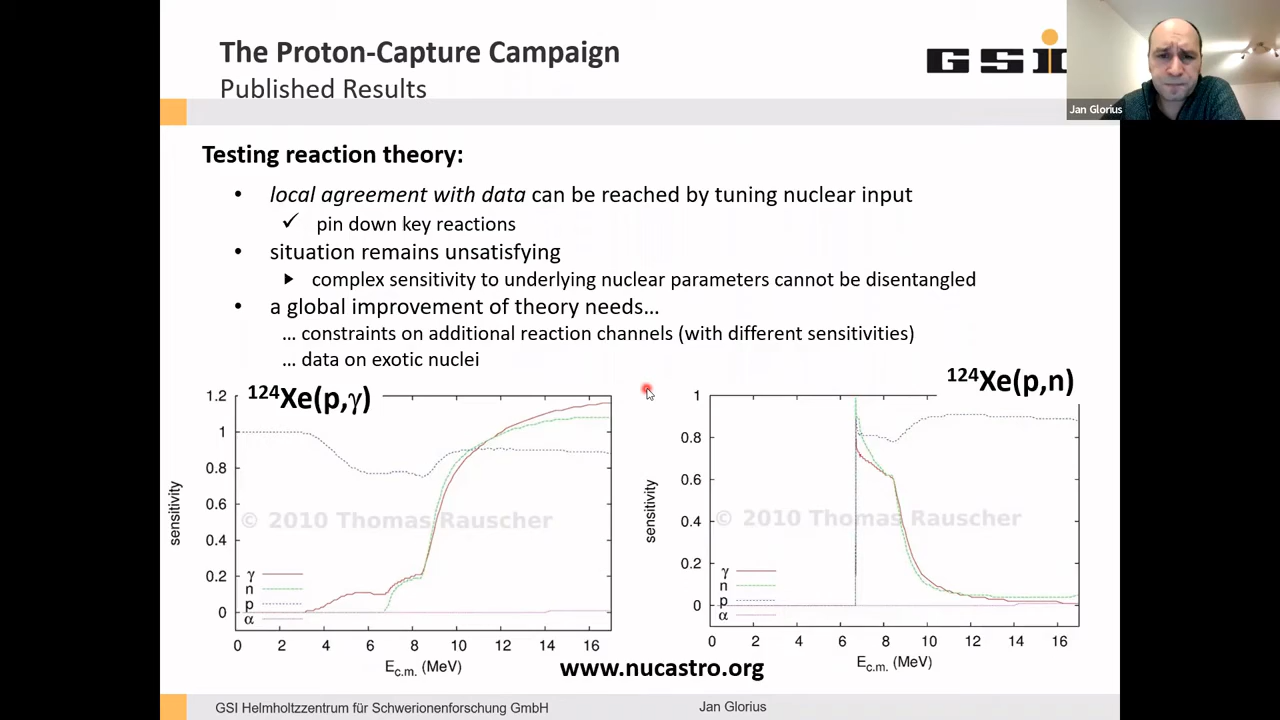 The Proton-Capture Campaign
Published Results
GSI
Jan Glorius
Testing reaction theory:
• local agreement with data can be reached by tuning nuclear input
✓ pin down key reactions
• situation remains unsatisfying
▶ complex sensitivity to underlying nuclear parameters cannot be disentangled
• a global improvement of theory needs...
... constraints on additional reaction channels (with different sensitivities)
... data on exotic nuclei
¹²⁴Xe(p,γ)
1.2
1
0.8
0.6
0.4
0.2
0
sensitivity
© 2010 Thomas Rauscher
γ
n
p
α
0 2 4 6 8 10 12 14 16
E_c.m. (MeV)
¹²⁴Xe(p,n)
1
0.8
0.6
0.4
0.2
0
sensitivity
© 2010 Thomas Rauscher
γ
n
p
α
0 2 4 6 8 10 12 14 16
E_c.m. (MeV)
www.nucastro.org
GSI Helmholtzzentrum für Schwerionenforschung GmbH
Jan Glorius